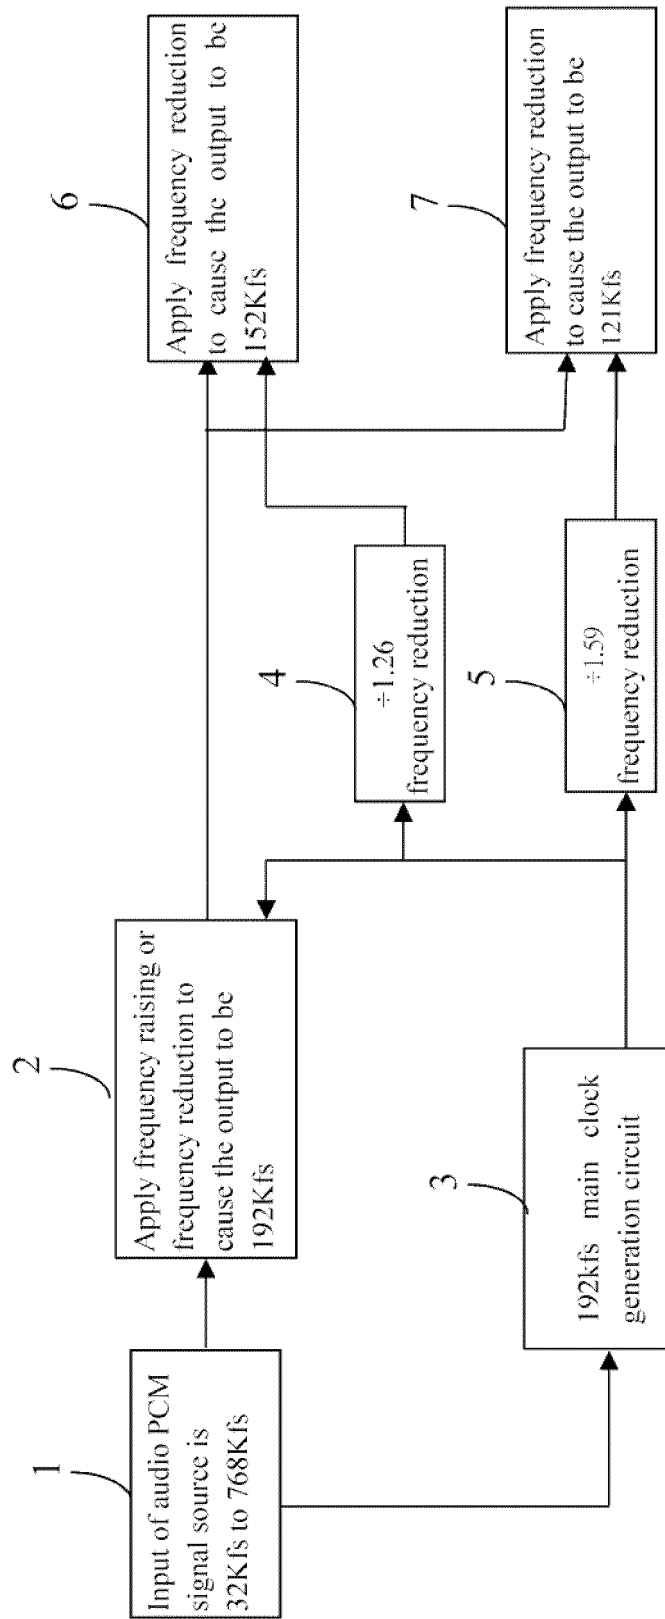 1
Input of audio PCM
signal source is
32Kfs to 768Kfs
2
Apply frequency raising or
frequency reduction to
cause the output to be
192Kfs
3
192kfs main clock
generation circuit
4
÷1.26
frequency reduction
5
÷1.59
frequency reduction
6
Apply frequency reduction
to cause the output to be
152Kfs
7
Apply frequency reduction
to cause the output to be
121Kfs